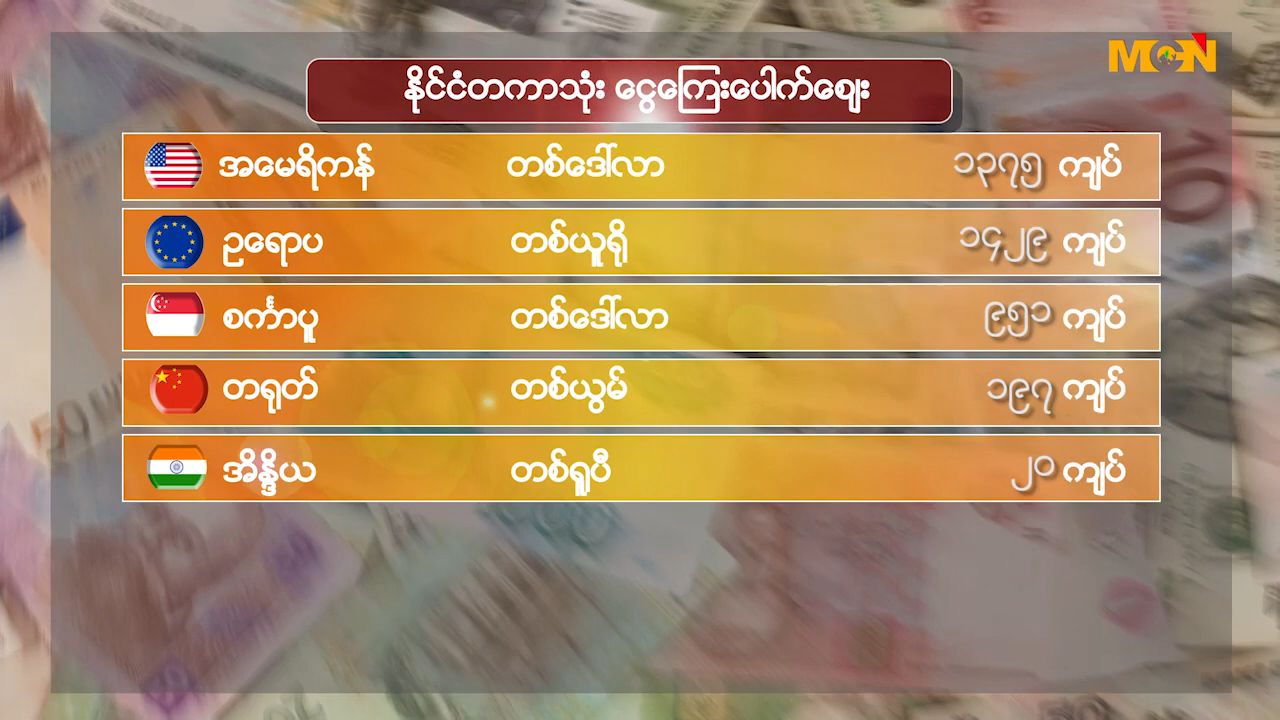 MCN
နိုင်ငံတကာသုံး ငွေကြေးပေါက်ဈေး
အမေရိကန် တစ်ဒေါ်လာ ၁၃၇၅ ကျပ်
ဥရောပ တစ်ယူရို ၁၄၂၉ ကျပ်
စင်္ကာပူ တစ်ဒေါ်လာ ၉၅၁ ကျပ်
တရုတ် တစ်ယွမ် ၁၉၇ ကျပ်
အိန္ဒိယ တစ်ရူပီ ၂၀ ကျပ်